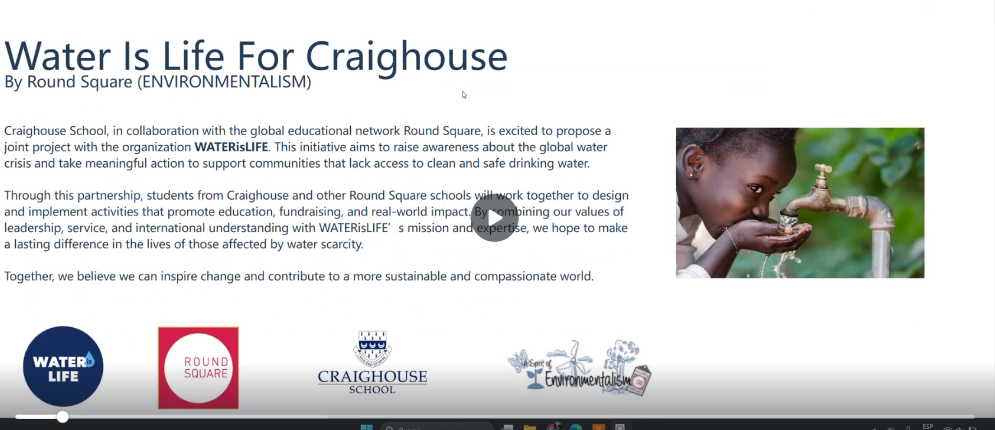 Water Is Life For Craighouse
By Round Square (ENVIRONMENTALISM)
Craighouse School, in collaboration with the global educational network Round Square, is excited to propose a
joint project with the organization WATERisLIFE. This initiative aims to raise awareness about the global water
crisis and take meaningful action to support communities that lack access to clean and safe drinking water.
Through this partnership, students from Craighouse and other Round Square schools will work together to design
and implement activities that promote education, fundraising, and real-world impact. By combining our values of
leadership, service, and international understanding with WATERisLIFE' s mission and expertise, we hope to make
a lasting difference in the lives of those affected by water scarcity.
Together, we believe we can inspire change and contribute to a more sustainable and compassionate world.
WATER is
LIFE
ROUND
SQUARE
CRAIGHOUSE
SCHOOL
A Spirit of
Environmentalism
ESP